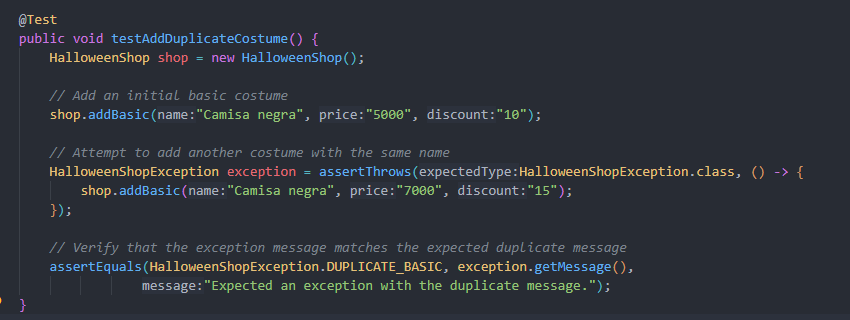 @Test
public void testAddDuplicateCostume() {
HalloweenShop shop = new HalloweenShop();
// Add an initial basic costume
shop.addBasic(name:"Camisa negra", price:"5000", discount:"10");
// Attempt to add another costume with the same name
HalloweenShopException exception = assertThrows(expectedType:HalloweenShopException.class, () -> {
shop.addBasic(name:"Camisa negra", price:"7000", discount:"15");
});
// Verify that the exception message matches the expected duplicate message
assertEquals(HalloweenShopException.DUPLICATE_BASIC, exception.getMessage(),
message:"Expected an exception with the duplicate message.");
}